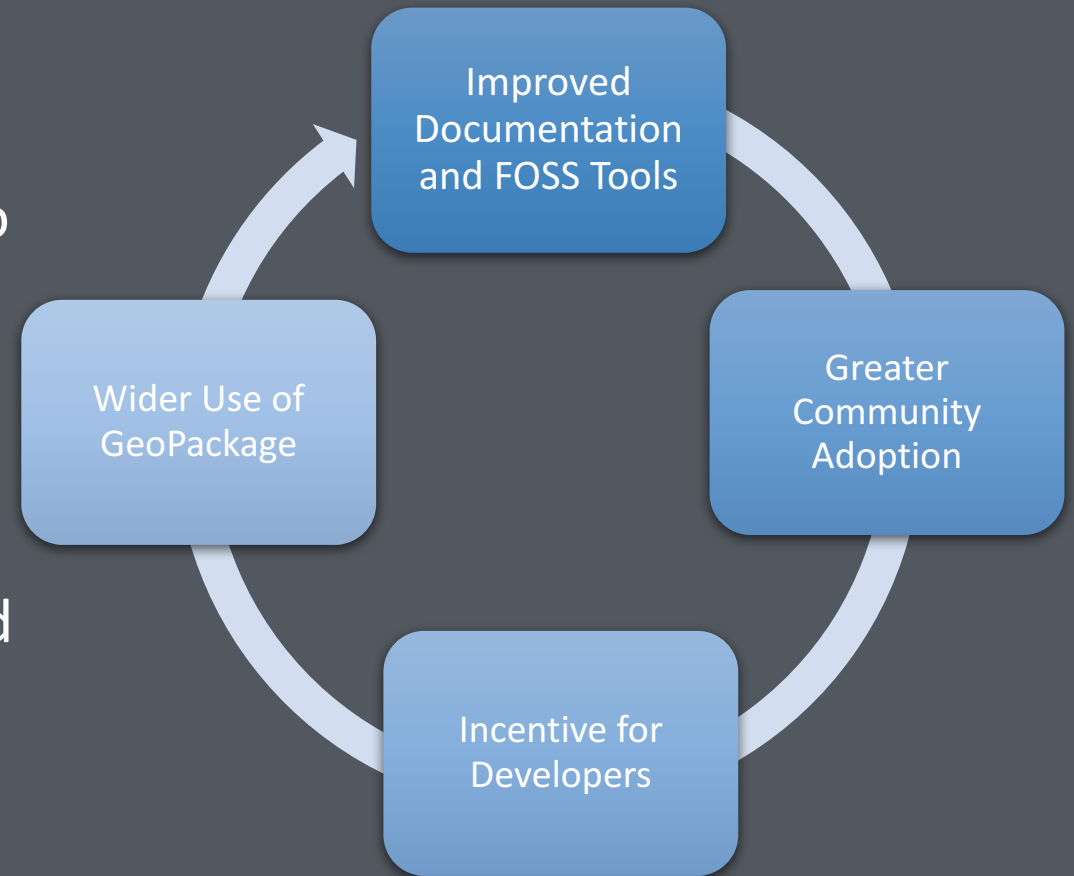 Improved
Documentation
and FOSS Tools
Greater
Community
Adoption
Incentive for
Developers
Wider Use of
GeoPackage